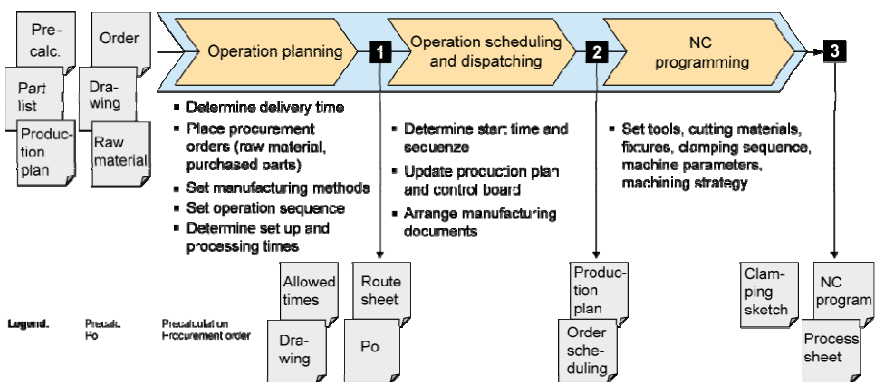 Pre-
calc.
Order
Part
list
Dra-
wing
Produc-
tion
plan
Raw
material
Operation planning
1
Operation scheduling
and dispatching
2
NC
programming
3
▪ Determine delivery time
▪ Place procurement
orders (raw material,
purchased parts)
▪ Set manufacturing methods
▪ Set operation sequence
▪ Determine set up and
processing times
▪ Determine start time and
secuenze
▪ Update production plan
and control board
▪ Arrange manufacturing
documents
▪ Set tools, cutting materials,
fixtures, clamping sequence,
machine parameters,
machining strategy
Allowed
times
Route
sheet
Dra-
wing
Po
Produc-
tion
plan
Order
sche-
duling
Clam-
ping
sketch
NC
program
Process
sheet
Legend.
Precalc.
Precalculation
Po
Procurement order